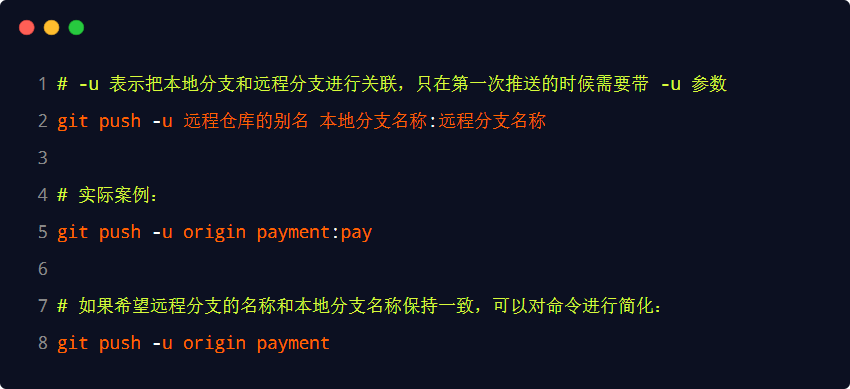 1 # -u 表示把本地分支和远程分支进行关联，只在第一次推送的时候需要带 -u 参数
2 git push -u 远程仓库的别名 本地分支名称:远程分支名称
3
4 # 实际案例：
5 git push -u origin payment:pay
6
7 # 如果希望远程分支的名称和本地分支名称保持一致，可以对命令进行简化：
8 git push -u origin payment